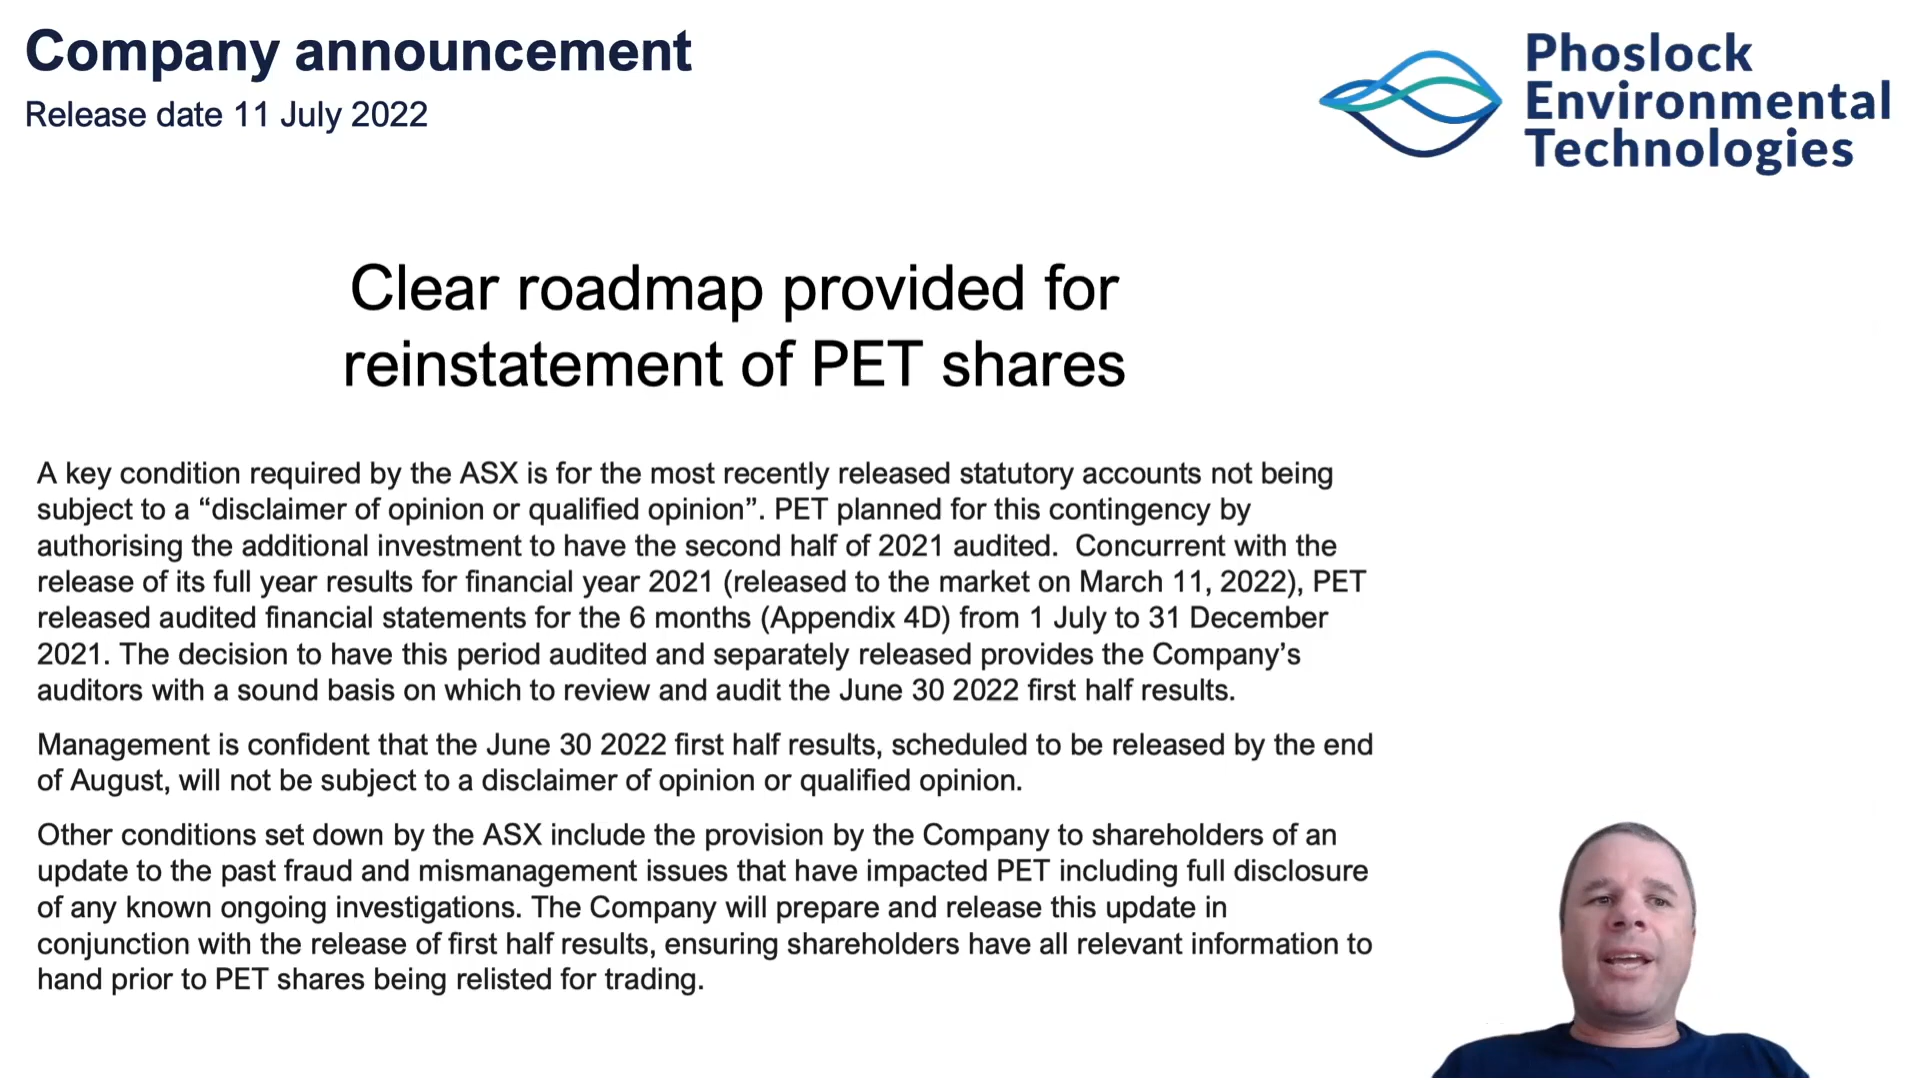 Company announcement
Release date 11 July 2022
Phoslock
Environmental
Technologies
Clear roadmap provided for
reinstatement of PET shares
A key condition required by the ASX is for the most recently released statutory accounts not being
subject to a “disclaimer of opinion or qualified opinion”. PET planned for this contingency by
authorising the additional investment to have the second half of 2021 audited.  Concurrent with the
release of its full year results for financial year 2021 (released to the market on March 11, 2022), PET
released audited financial statements for the 6 months (Appendix 4D) from 1 July to 31 December
2021. The decision to have this period audited and separately released provides the Company’s
auditors with a sound basis on which to review and audit the June 30 2022 first half results.
Management is confident that the June 30 2022 first half results, scheduled to be released by the end
of August, will not be subject to a disclaimer of opinion or qualified opinion.
Other conditions set down by the ASX include the provision by the Company to shareholders of an
update to the past fraud and mismanagement issues that have impacted PET including full disclosure
of any known ongoing investigations. The Company will prepare and release this update in
conjunction with the release of first half results, ensuring shareholders have all relevant information to
hand prior to PET shares being relisted for trading.